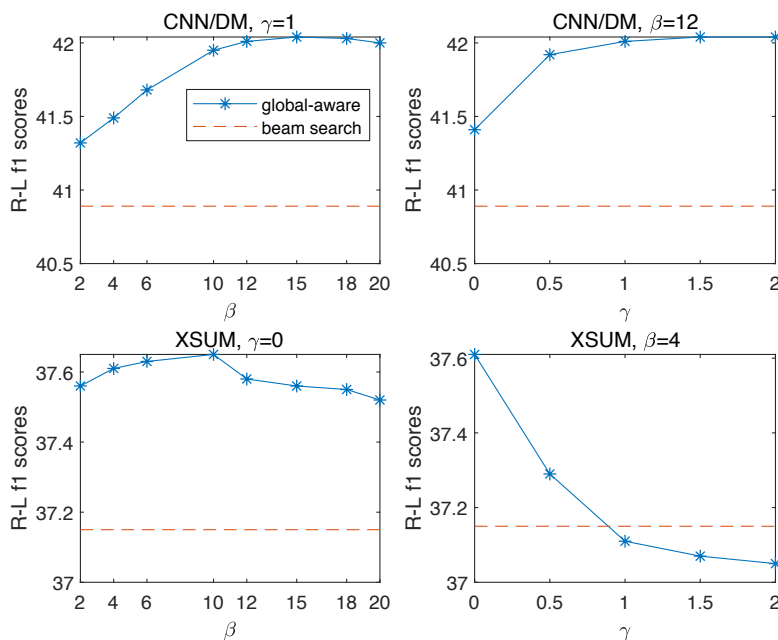 CNN/DM, γ=1
42
41.5
41
40.5
R-L f1 scores
global-aware
beam search
2 4 6 10 12 15 18 20
β
CNN/DM, β=12
42
41.5
41
40.5
R-L f1 scores
0 0.5 1 1.5 2
γ
XSUM, γ=0
37.6
37.4
37.2
37
R-L f1 scores
2 4 6 10 12 15 18 20
β
XSUM, β=4
37.6
37.4
37.2
37
R-L f1 scores
0 0.5 1 1.5 2
γ